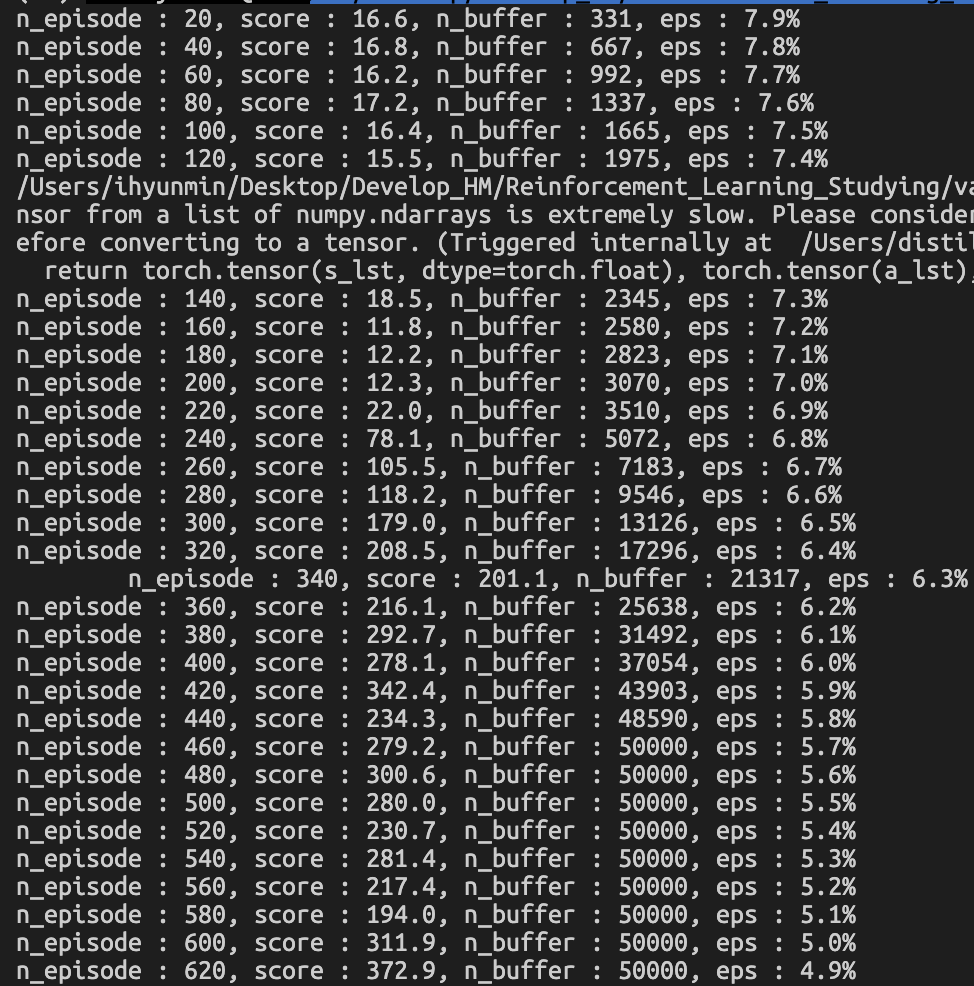 n_episode : 20, score : 16.6, n_buffer : 331, eps : 7.9%
n_episode : 40, score : 16.8, n_buffer : 667, eps : 7.8%
n_episode : 60, score : 16.2, n_buffer : 992, eps : 7.7%
n_episode : 80, score : 17.2, n_buffer : 1337, eps : 7.6%
n_episode : 100, score : 16.4, n_buffer : 1665, eps : 7.5%
n_episode : 120, score : 15.5, n_buffer : 1975, eps : 7.4%
/Users/ihyunmin/Desktop/Develop_HM/Reinforcement_Learning_Studying/va
nsor from a list of numpy.ndarrays is extremely slow. Please consider
efore converting to a tensor. (Triggered internally at  /Users/distil
  return torch.tensor(s_lst, dtype=torch.float), torch.tensor(a_lst),
n_episode : 140, score : 18.5, n_buffer : 2345, eps : 7.3%
n_episode : 160, score : 11.8, n_buffer : 2580, eps : 7.2%
n_episode : 180, score : 12.2, n_buffer : 2823, eps : 7.1%
n_episode : 200, score : 12.3, n_buffer : 3070, eps : 7.0%
n_episode : 220, score : 22.0, n_buffer : 3510, eps : 6.9%
n_episode : 240, score : 78.1, n_buffer : 5072, eps : 6.8%
n_episode : 260, score : 105.5, n_buffer : 7183, eps : 6.7%
n_episode : 280, score : 118.2, n_buffer : 9546, eps : 6.6%
n_episode : 300, score : 179.0, n_buffer : 13126, eps : 6.5%
n_episode : 320, score : 208.5, n_buffer : 17296, eps : 6.4%
        n_episode : 340, score : 201.1, n_buffer : 21317, eps : 6.3%
n_episode : 360, score : 216.1, n_buffer : 25638, eps : 6.2%
n_episode : 380, score : 292.7, n_buffer : 31492, eps : 6.1%
n_episode : 400, score : 278.1, n_buffer : 37054, eps : 6.0%
n_episode : 420, score : 342.4, n_buffer : 43903, eps : 5.9%
n_episode : 440, score : 234.3, n_buffer : 48590, eps : 5.8%
n_episode : 460, score : 279.2, n_buffer : 50000, eps : 5.7%
n_episode : 480, score : 300.6, n_buffer : 50000, eps : 5.6%
n_episode : 500, score : 280.0, n_buffer : 50000, eps : 5.5%
n_episode : 520, score : 230.7, n_buffer : 50000, eps : 5.4%
n_episode : 540, score : 281.4, n_buffer : 50000, eps : 5.3%
n_episode : 560, score : 217.4, n_buffer : 50000, eps : 5.2%
n_episode : 580, score : 194.0, n_buffer : 50000, eps : 5.1%
n_episode : 600, score : 311.9, n_buffer : 50000, eps : 5.0%
n_episode : 620, score : 372.9, n_buffer : 50000, eps : 4.9%